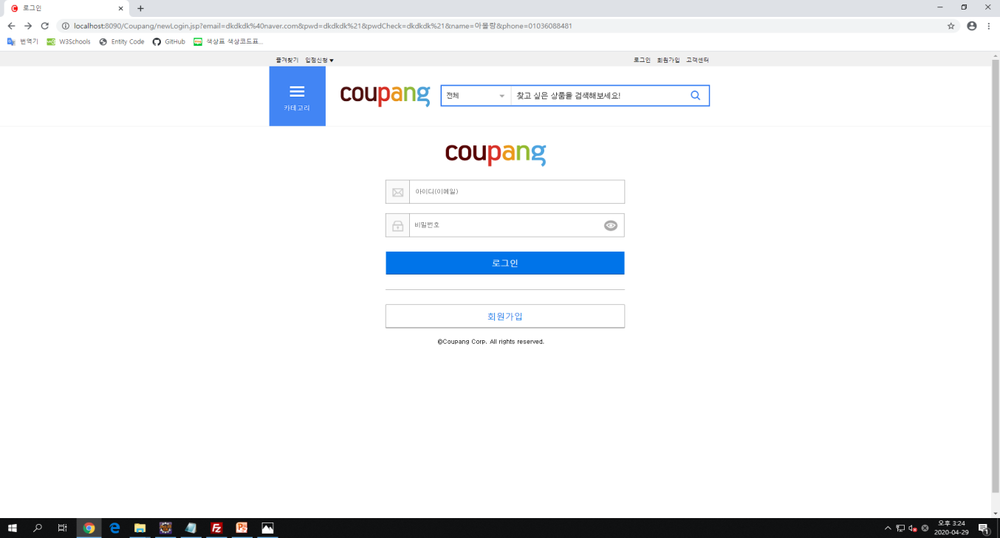 로그인
localhost:8090/Coupang/newLogin.jsp?email=dkdkdk%40naver.com&pwd=dkdkdk%21&pwdCheck=dkdkdk%21&name=아몰랑&phone=01036088481
번역기 W3Schools Entity Code GitHub 색상표 색상코드표...
즐겨찾기 입점신청 로그인 회원가입 고객센터
카테고리
coupang
전체 찾고 싶은 상품을 검색해보세요!
coupang
아이디(이메일)
비밀번호
로그인
회원가입
©Coupang Corp. All rights reserved.
오후 3:24
2020-04-29
1